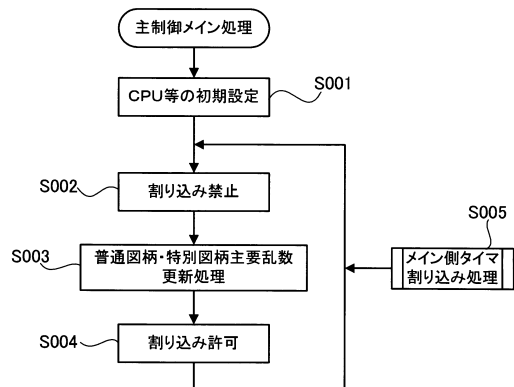 主制御メイン処理
CPU等の初期設定
S001
S002
割り込み禁止
S005
S003
普通図柄・特別図柄主要乱数
更新処理
メイン側タイマ
割り込み処理
S004
割り込み許可